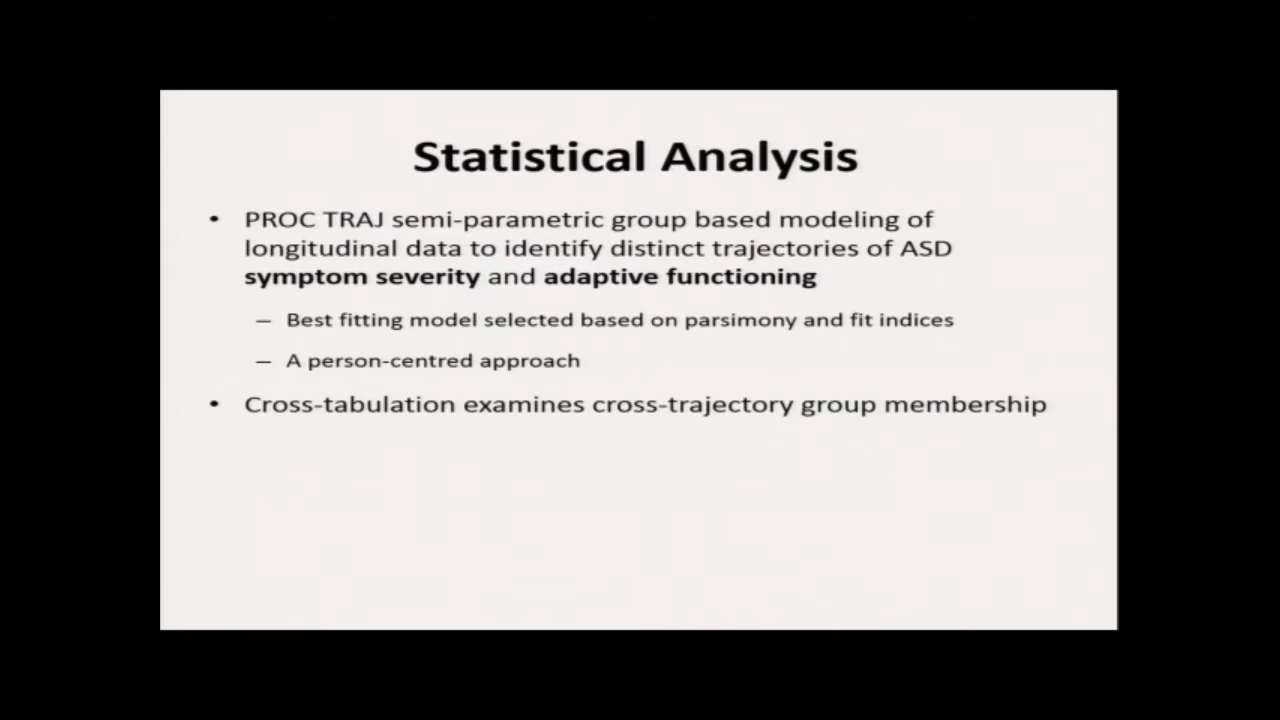 Statistical Analysis
• PROC TRAJ semi-parametric group based modeling of
longitudinal data to identify distinct trajectories of ASD
symptom severity and adaptive functioning
– Best fitting model selected based on parsimony and fit indices
– A person-centred approach
• Cross-tabulation examines cross-trajectory group membership